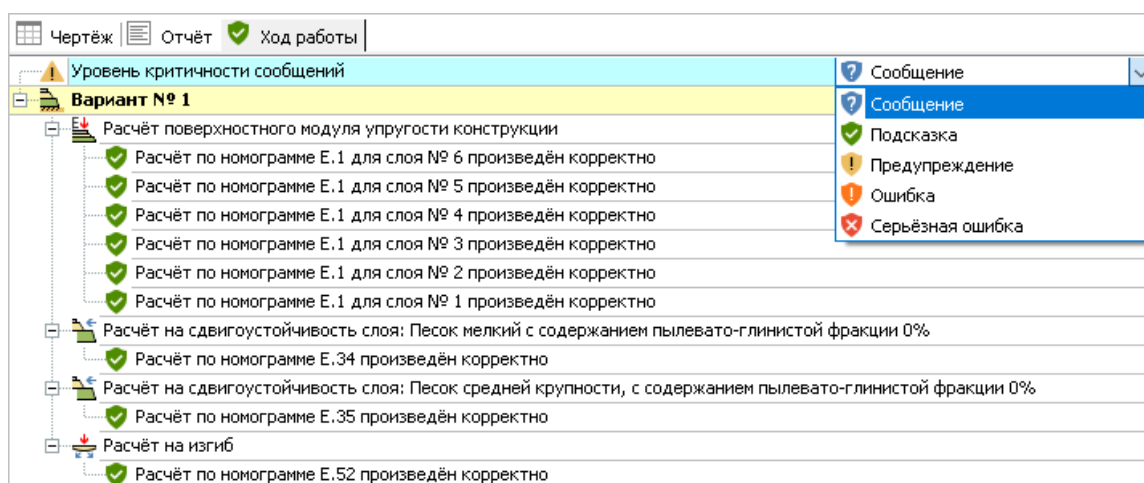 Чертёж Отчёт Ход работы
Уровень критичности сообщений Сообщение
Вариант № 1 Сообщение
Расчёт поверхностного модуля упругости конструкции Подсказка
Расчёт по номограмме Е.1 для слоя № 6 произведён корректно Предупреждение
Расчёт по номограмме Е.1 для слоя № 5 произведён корректно Ошибка
Расчёт по номограмме Е.1 для слоя № 4 произведён корректно Серьёзная ошибка
Расчёт по номограмме Е.1 для слоя № 3 произведён корректно
Расчёт по номограмме Е.1 для слоя № 2 произведён корректно
Расчёт по номограмме Е.1 для слоя № 1 произведён корректно
Расчёт на сдвигоустойчивость слоя: Песок мелкий с содержанием пылевато-глинистой фракции 0%
Расчёт по номограмме Е.34 произведён корректно
Расчёт на сдвигоустойчивость слоя: Песок средней крупности, с содержанием пылевато-глинистой фракции 0%
Расчёт по номограмме Е.35 произведён корректно
Расчёт на изгиб
Расчёт по номограмме Е.52 произведён корректно